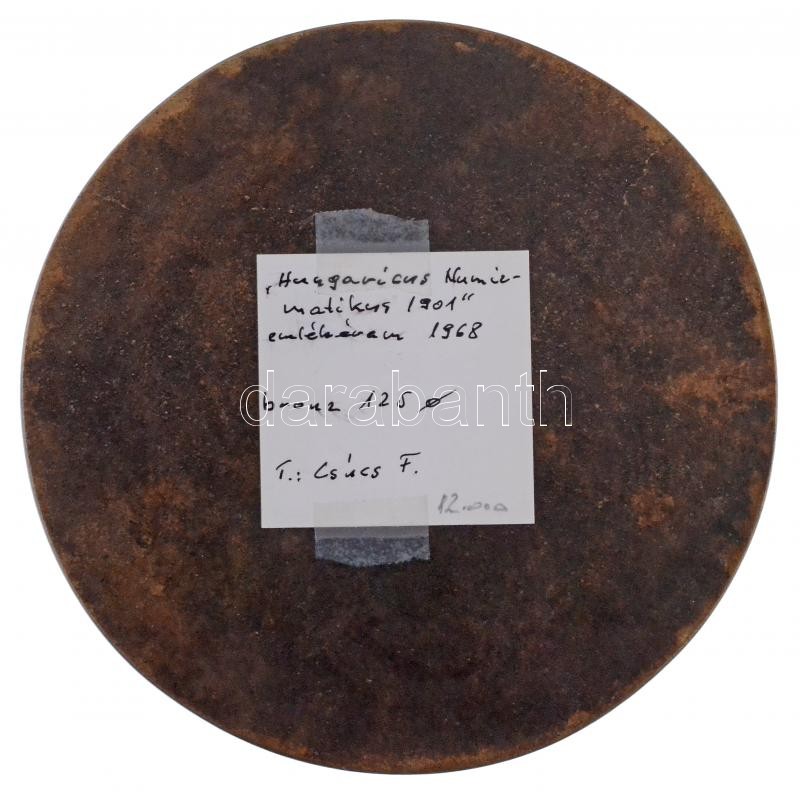 „Hungaricus Numiz-
matikus 1901“
emlékérem 1968
darabanth
bronz 125 ø
T.: Csúcs F.
12.000